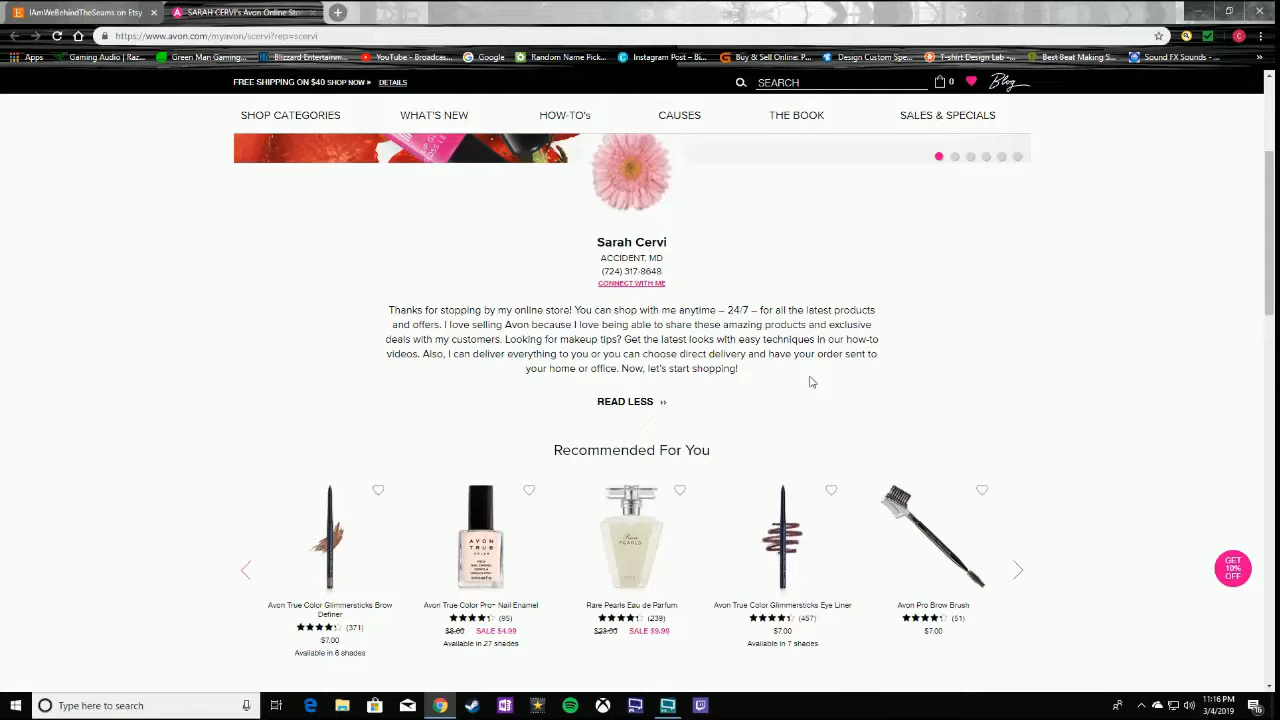 IAmWeBehindTheSeams on Etsy
SARAH CERVI's Avon Online St
https://www.avon.com/myavon/scervi?rep=scervi
Apps
Gaming Audio | Raz...
Green Man Gaming...
Blizzard Entertainm...
YouTube - Broadcas...
Google
Random Name Pick...
Instagram Post – Bi...
Buy & Sell Online: P...
Design Custom Spe...
T-shirt Design Lab -...
Best Beat Making S...
Sound FX Sounds - ...
FREE SHIPPING ON $40 SHOP NOW » DETAILS
SEARCH
0
Blog
SHOP CATEGORIES
WHAT'S NEW
HOW-TO's
CAUSES
THE BOOK
SALES & SPECIALS
Sarah Cervi
ACCIDENT, MD
(724) 317-8648
CONNECT WITH ME
Thanks for stopping by my online store! You can shop with me anytime – 24/7 – for all the latest products
and offers. I love selling Avon because I love being able to share these amazing products and exclusive
deals with my customers. Looking for makeup tips? Get the latest looks with easy techniques in our how-to
videos. Also, I can deliver everything to you or you can choose direct delivery and have your order sent to
your home or office. Now, let's start shopping!
READ LESS »
Recommended For You
AVON
TRUE
Rare
PEARLS
Avon True Color Glimmersticks Brow
Definer
(371)
$7.00
Available in 6 shades
Avon True Color Pro+ Nail Enamel
(95)
$8.00 SALE $4.99
Available in 27 shades
Rare Pearls Eau de Parfum
(239)
$23.00 SALE $9.99
Avon True Color Glimmersticks Eye Liner
(457)
$7.00
Available in 7 shades
Avon Pro Brow Brush
(51)
$7.00
GET
10%
OFF
Type here to search
11:16 PM
3/4/2019